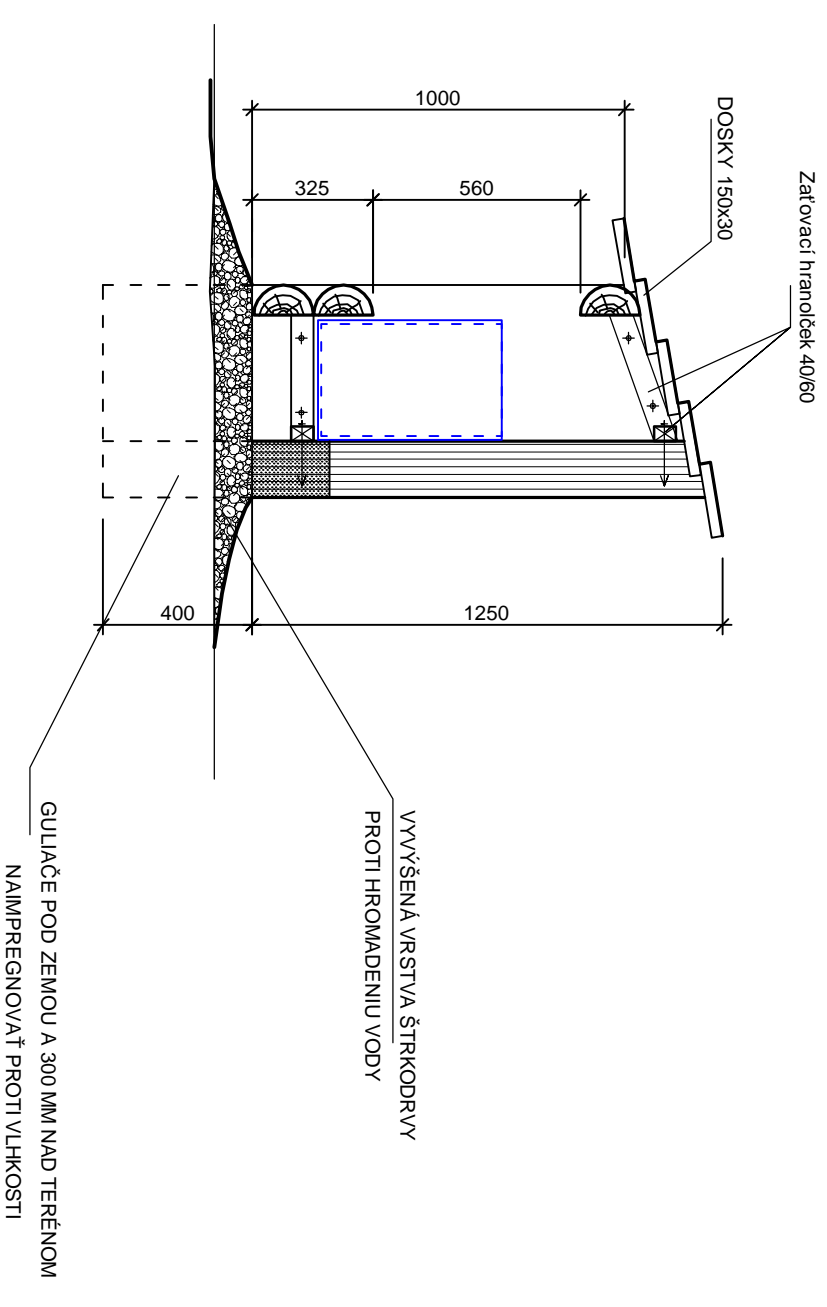 Zaťovací hranolček 40/60
DOSKY 150x30
1000
325
560
400
1250
VYVÝŠENÁ VRSTVA ŠTRKODRVY
PROTI HROMADENIU VODY
GULIAČE POD ZEMOU A 300 MM NAD TERÉNOM
NAIMPREGNOVAŤ PROTI VLHKOSTI